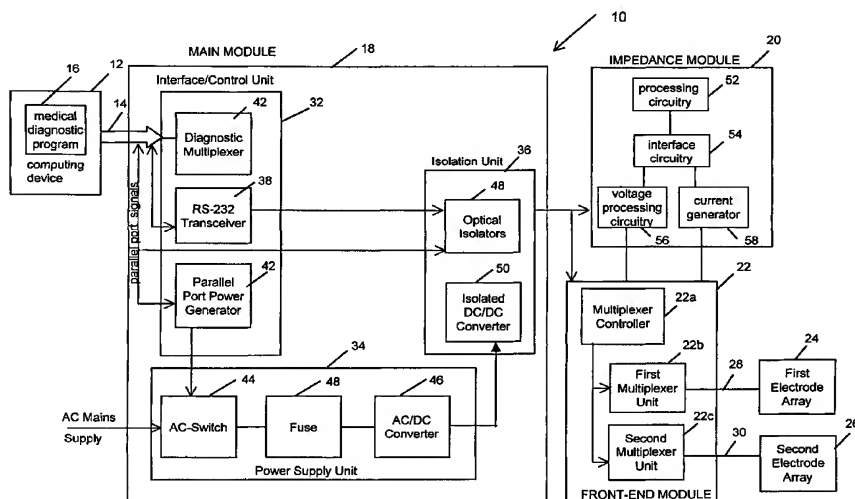 10
MAIN MODULE
18
IMPEDANCE MODULE
20
16
12
Interface/Control Unit
52
processing
circuitry
42
32
14
medical
diagnostic
program
computing
device
Diagnostic
Multiplexer
54
interface
circuitry
36
Isolation Unit
38
48
RS-232
Transceiver
Optical
Isolators
voltage
processing
circuitry
current
generator
56
58
parallel port signals
42
50
22
Parallel
Port Power
Generator
Isolated
DC/DC
Converter
Multiplexer
Controller
22a
34
22b
24
44
48
46
First
Multiplexer
Unit
28
First
Electrode
Array
AC Mains
Supply
AC-Switch
Fuse
AC/DC
Converter
22c
26
30
Second
Multiplexer
Unit
Second
Electrode
Array
Power Supply Unit
FRONT-END MODULE